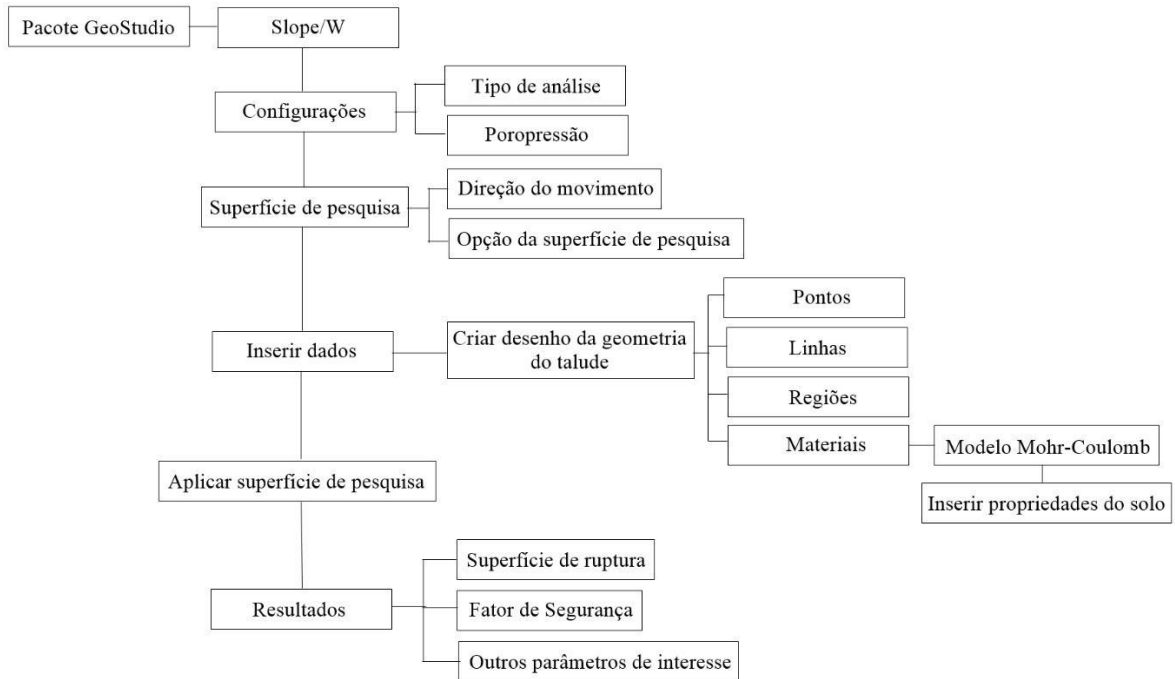 Pacote GeoStudio
Slope/W
Configurações
Tipo de análise
Poropressão
Superfície de pesquisa
Direção do movimento
Opção da superfície de pesquisa
Inserir dados
Criar desenho da geometria
do talude
Pontos
Linhas
Regiões
Materiais
Modelo Mohr-Coulomb
Inserir propriedades do solo
Aplicar superfície de pesquisa
Resultados
Superfície de ruptura
Fator de Segurança
Outros parâmetros de interesse